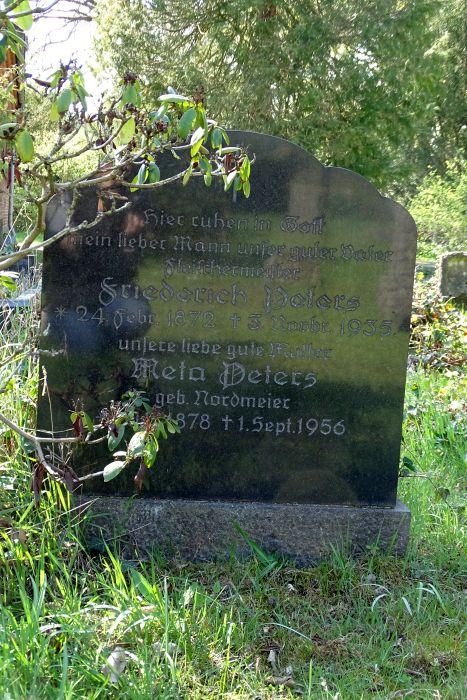 Hier ruhen in Gott
mein lieber Mann unser guter Vater
Fleischermeister
Friederich Peters
* 24. Febr. 1872 † 3. Novbr. 1935
unsere liebe gute Mutter
Meta Peters
geb. Nordmeier
1878 † 1. Sept. 1956